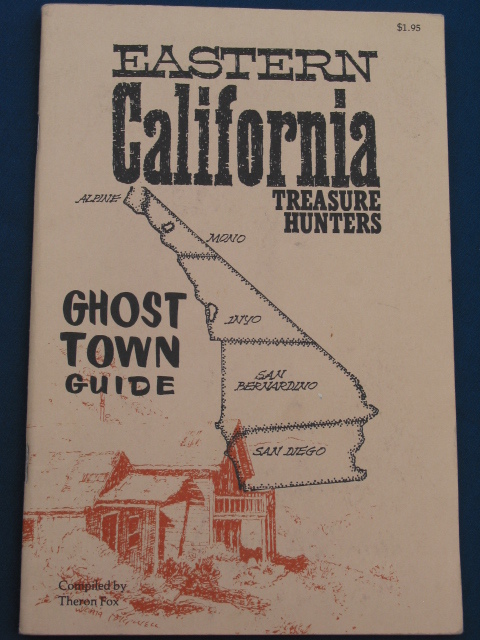 $1.95
EASTERN
California
TREASURE
HUNTERS
ALPINE
MONO
GHOST
TOWN
GUIDE
INYO
SAN
BERNARDINO
SAN DIEGO
Compiled by
Theron Fox